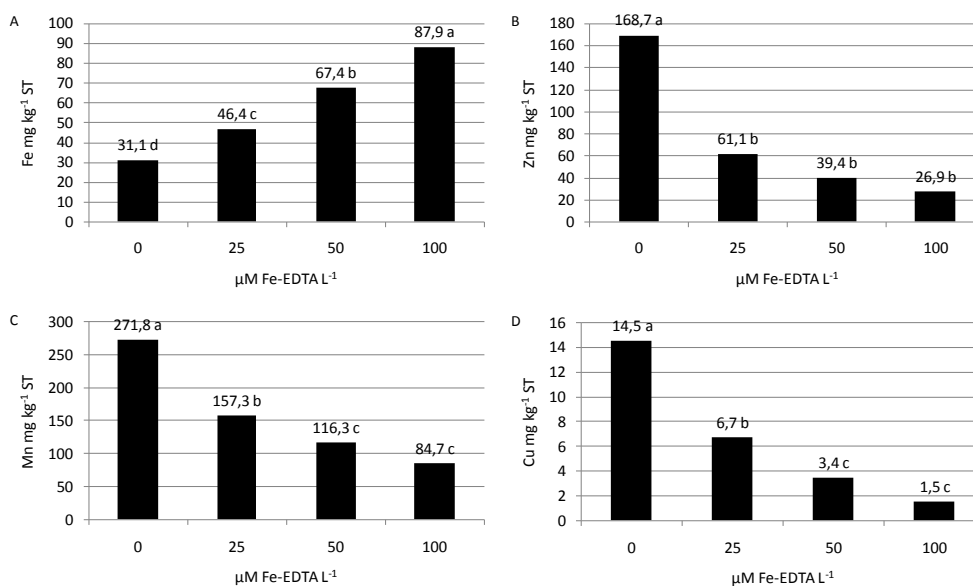 A
Fe mg kg⁻¹ ST
100
90
80
70
60
50
40
30
20
10
0
31,1 d
46,4 c
67,4 b
87,9 a
0 25 50 100
µM Fe-EDTA L⁻¹
B
Zn mg kg⁻¹ ST
180
160
140
120
100
80
60
40
20
0
168,7 a
61,1 b
39,4 b
26,9 b
0 25 50 100
µM Fe-EDTA L⁻¹
C
Mn mg kg⁻¹ ST
300
250
200
150
100
50
0
271,8 a
157,3 b
116,3 c
84,7 c
0 25 50 100
µM Fe-EDTA L⁻¹
D
Cu mg kg⁻¹ ST
16
14
12
10
8
6
4
2
0
14,5 a
6,7 b
3,4 c
1,5 c
0 25 50 100
µM Fe-EDTA L⁻¹